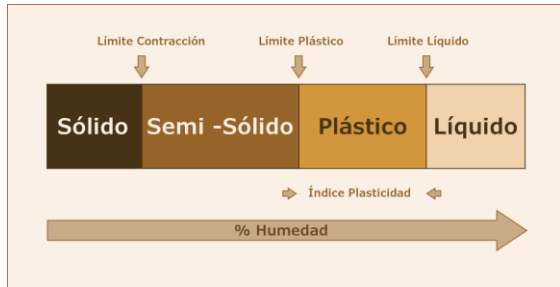 Límite Contracción
Límite Plástico
Límite Líquido
Sólido
Semi -Sólido
Plástico
Líquido
Índice Plasticidad
% Humedad